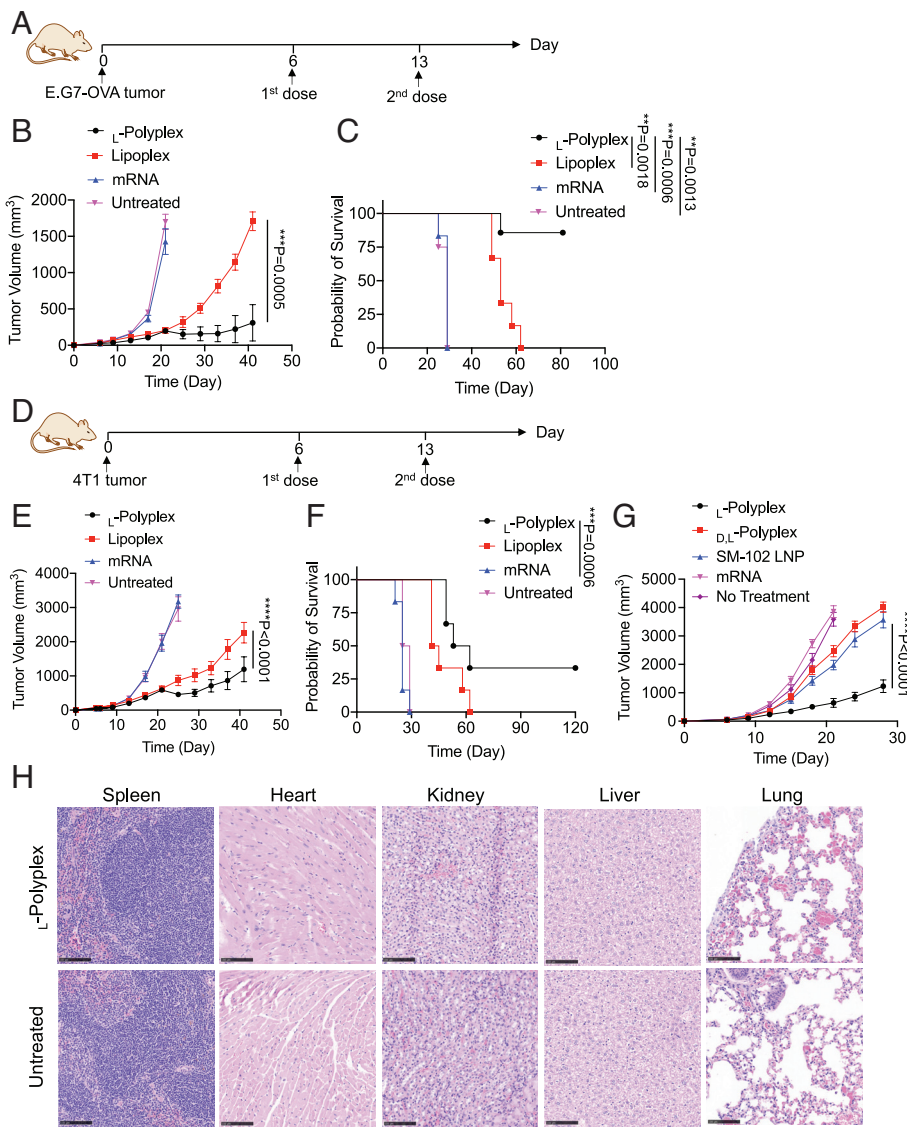 A
Day
0
6
13
E.G7-OVA tumor
1st dose
2nd dose
B
L-Polyplex
Lipoplex
mRNA
Untreated
Tumor Volume (mm³)
2000
1500
1000
500
0
0 10 20 30 40 50
Time (Day)
***P=0.0005
C
L-Polyplex
Lipoplex
mRNA
Untreated
**P=0.0018
***P=0.0006
**P=0.0013
Probability of Survival
100
75
50
25
0
0 20 40 60 80 100
Time (Day)
D
Day
0
6
13
4T1 tumor
1st dose
2nd dose
E
L-Polyplex
Lipoplex
mRNA
Untreated
Tumor Volume (mm³)
4000
3000
2000
1000
0
0 10 20 30 40 50
Time (Day)
****P<0.0001
F
L-Polyplex
Lipoplex
mRNA
Untreated
***P=0.0006
Probability of Survival
100
75
50
25
0
0 30 60 90 120
Time (Day)
G
L-Polyplex
D,L-Polyplex
SM-102 LNP
mRNA
No Treatment
Tumor Volume (mm³)
5000
4000
3000
2000
1000
0
0 10 20 30
Time (Day)
****P<0.0001
H
Spleen Heart Kidney Liver Lung
L-Polyplex
Untreated